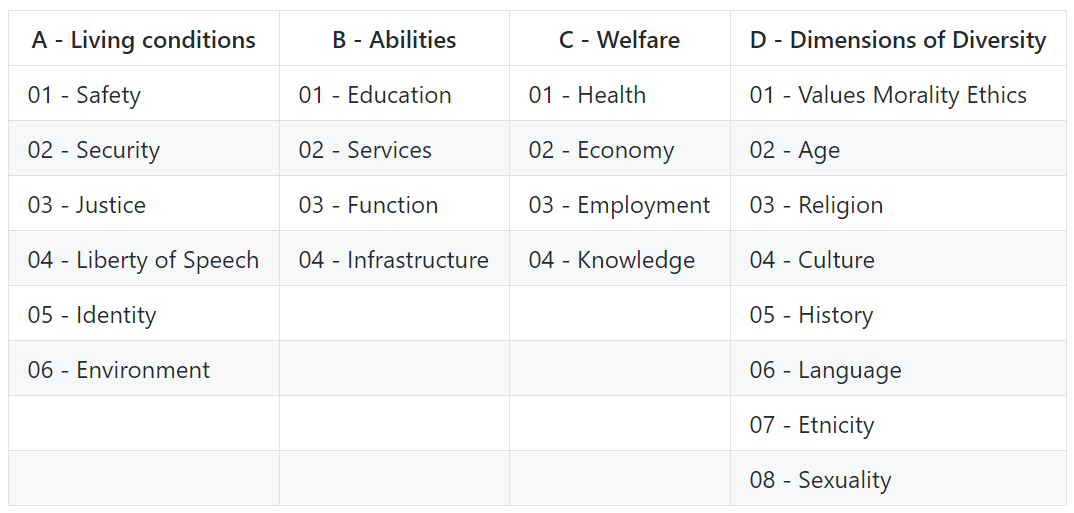 A - Living conditions B - Abilities C - Welfare D - Dimensions of Diversity
01 - Safety 01 - Education 01 - Health 01 - Values Morality Ethics
02 - Security 02 - Services 02 - Economy 02 - Age
03 - Justice 03 - Function 03 - Employment 03 - Religion
04 - Liberty of Speech 04 - Infrastructure 04 - Knowledge 04 - Culture
05 - Identity 05 - History
06 - Environment 06 - Language
07 - Etnicity
08 - Sexuality